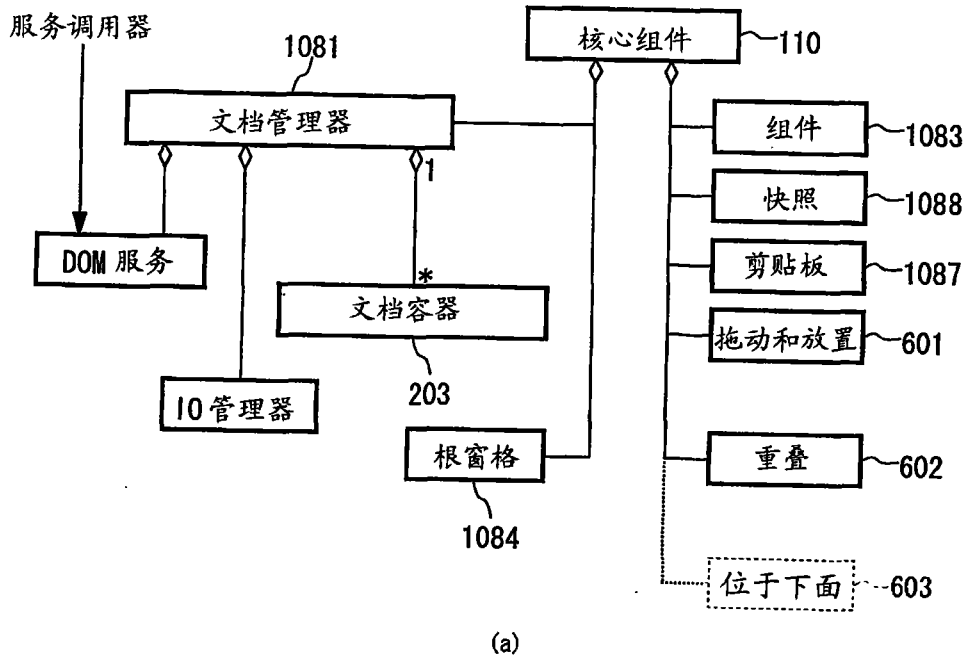 服务调用器
1081
核心组件
110
文档管理器
1
组件
1083
快照
1088
DOM 服务
剪贴板
1087
*
文档容器
拖动和放置
601
203
IO 管理器
根窗格
重叠
602
1084
位于下面
603
(a)